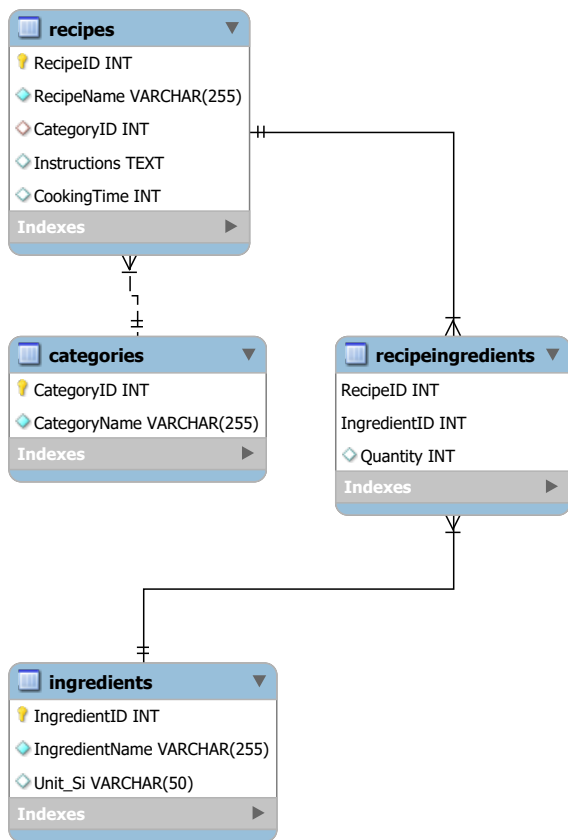 recipes
RecipeID INT
RecipeName VARCHAR(255)
CategoryID INT
Instructions TEXT
CookingTime INT
Indexes
categories
CategoryID INT
CategoryName VARCHAR(255)
Indexes
recipeingredients
RecipeID INT
IngredientID INT
Quantity INT
Indexes
ingredients
IngredientID INT
IngredientName VARCHAR(255)
Unit_Si VARCHAR(50)
Indexes